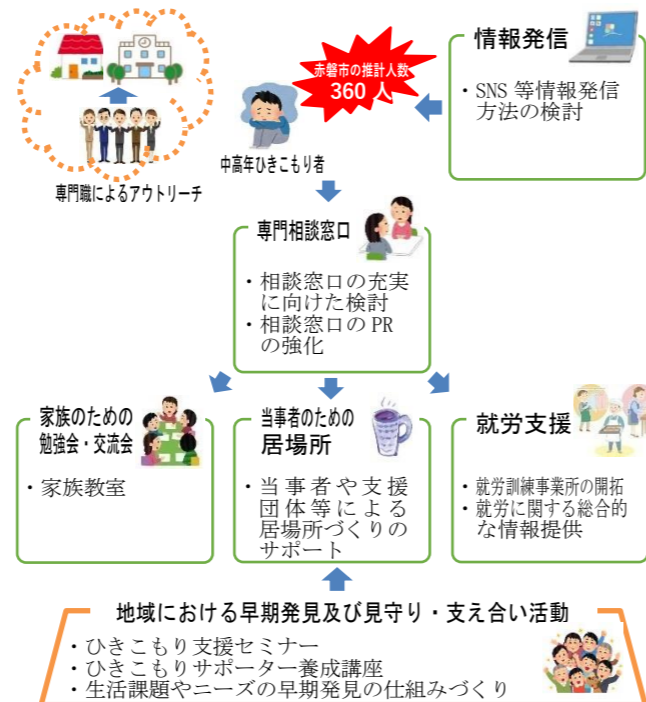 赤磐市の推計人数
360 人
中高年ひきこもり者
専門職によるアウトリーチ
情報発信
・SNS 等情報発信
方法の検討
専門相談窓口
・相談窓口の充実
に向けた検討
・相談窓口の PR
の強化
家族のための
勉強会・交流会
・家族教室
当事者のための
居場所
・当事者や支援
団体等による
居場所づくりの
サポート
就労支援
・就労訓練事業所の開拓
・就労に関する総合的
な情報提供
地域における早期発見及び見守り・支え合い活動
・ひきこもり支援セミナー
・ひきこもりサポーター養成講座
・生活課題やニーズの早期発見の仕組みづくり